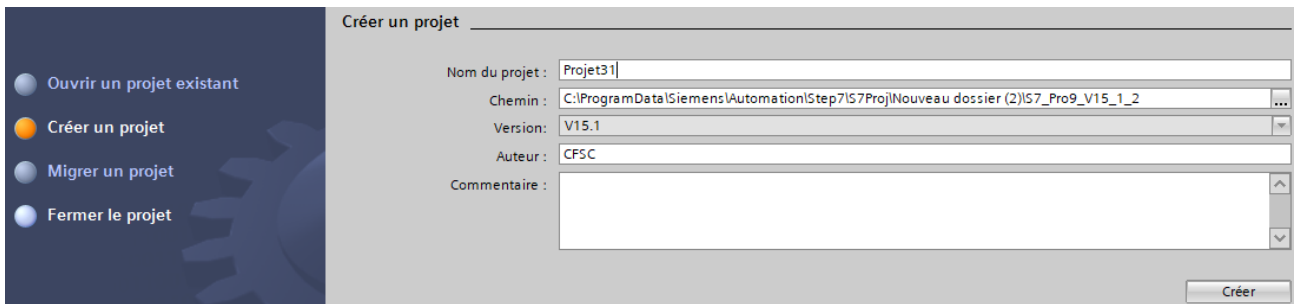 Ouvrir un projet existant
Créer un projet
Migrer un projet
Fermer le projet
Créer un projet
Nom du projet : Projet31
Chemin : C:\ProgramData\Siemens\Automation\Step7\S7Proj\Nouveau dossier (2)\S7_Pro9_V15_1_2 ...
Version: V15.1
Auteur : CFSC
Commentaire :
Créer